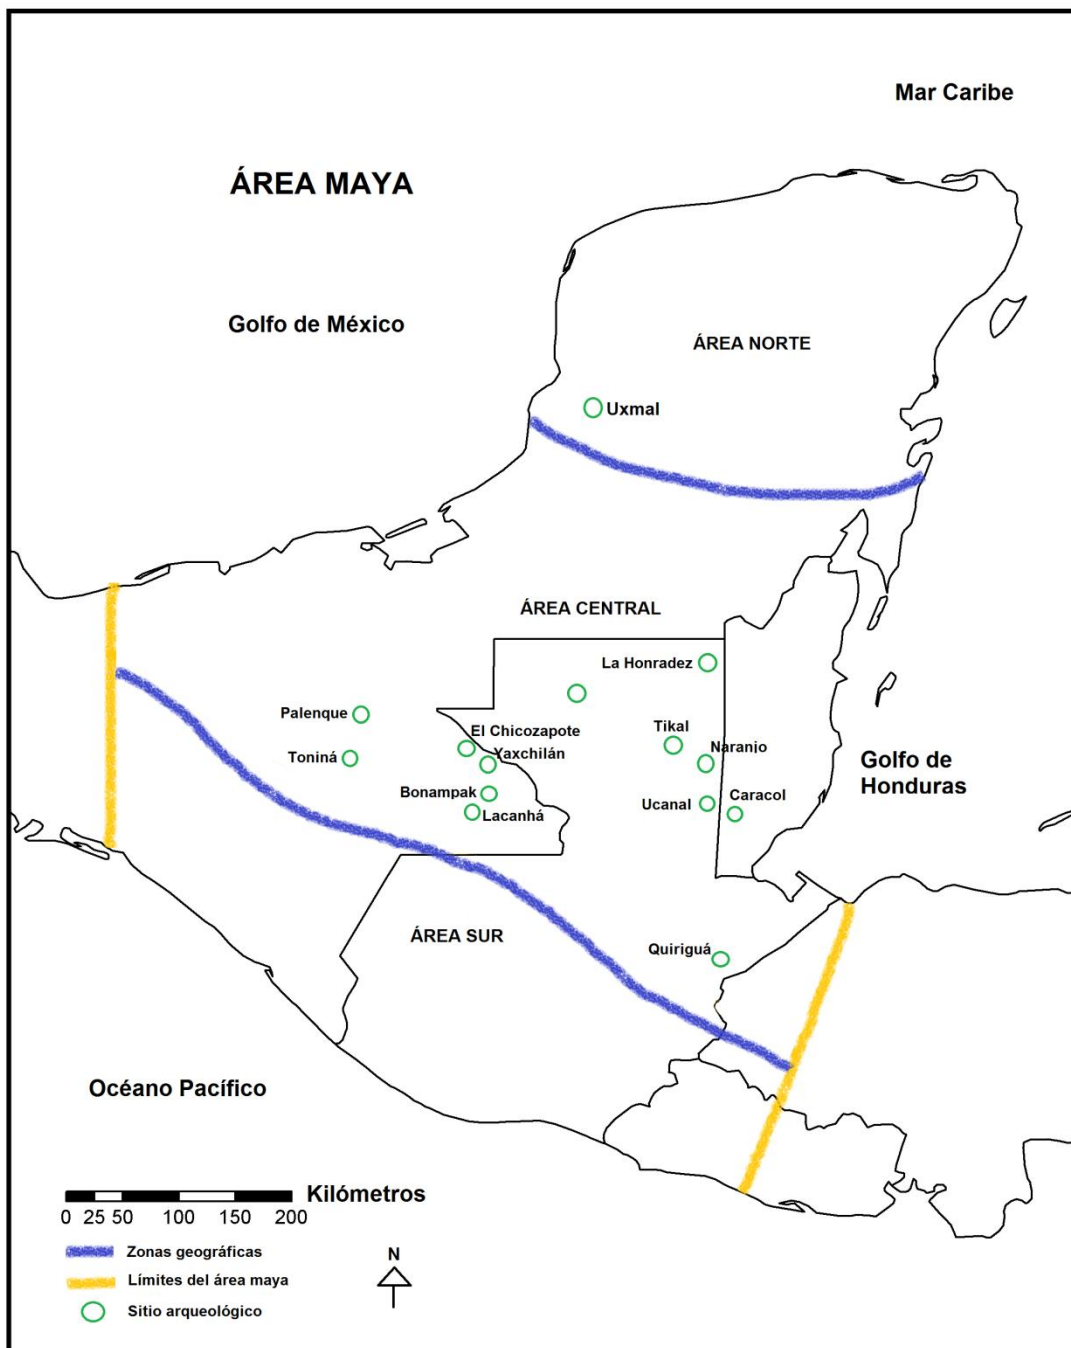 Mar Caribe
ÁREA MAYA
Golfo de México
ÁREA NORTE
Uxmal
ÁREA CENTRAL
La Honradez
Palenque
El Chicozapote
Tikal
Toniná
Yaxchilán
Naranjo
Golfo de
Honduras
Bonampak
Ucanal
Caracol
Lacanhá
ÁREA SUR
Quiriguá
Océano Pacífico
Kilómetros
0 25 50 100 150 200
Zonas geográficas
N
Límites del área maya
Sitio arqueológico